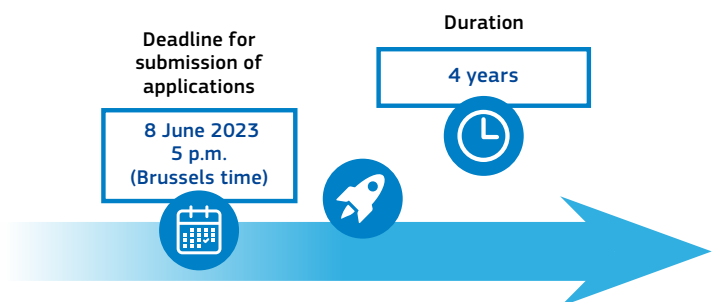 Deadline for
submission of
applications
8 June 2023
5 p.m.
(Brussels time)
Duration
4 years